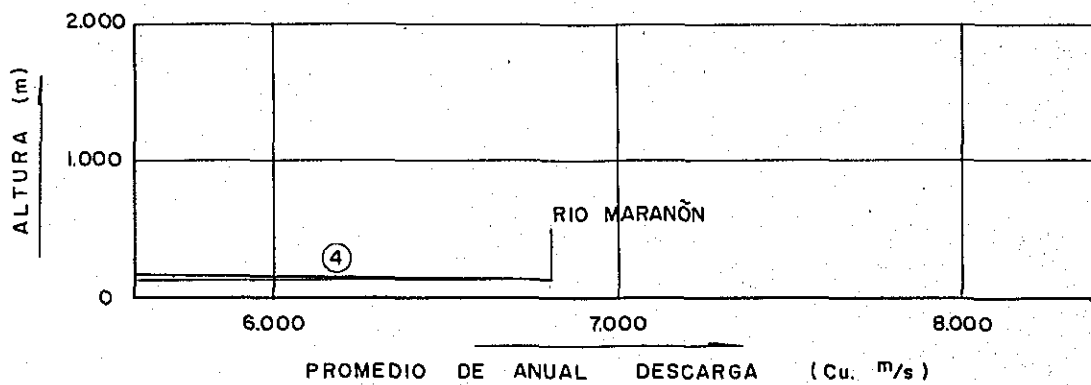 2.000
ALTURA (m)
1.000
RIO MARAÑÕN
4
0
6.000
7.000
8.000
PROMEDIO DE ANUAL DESCARGA (Cu. m/s)